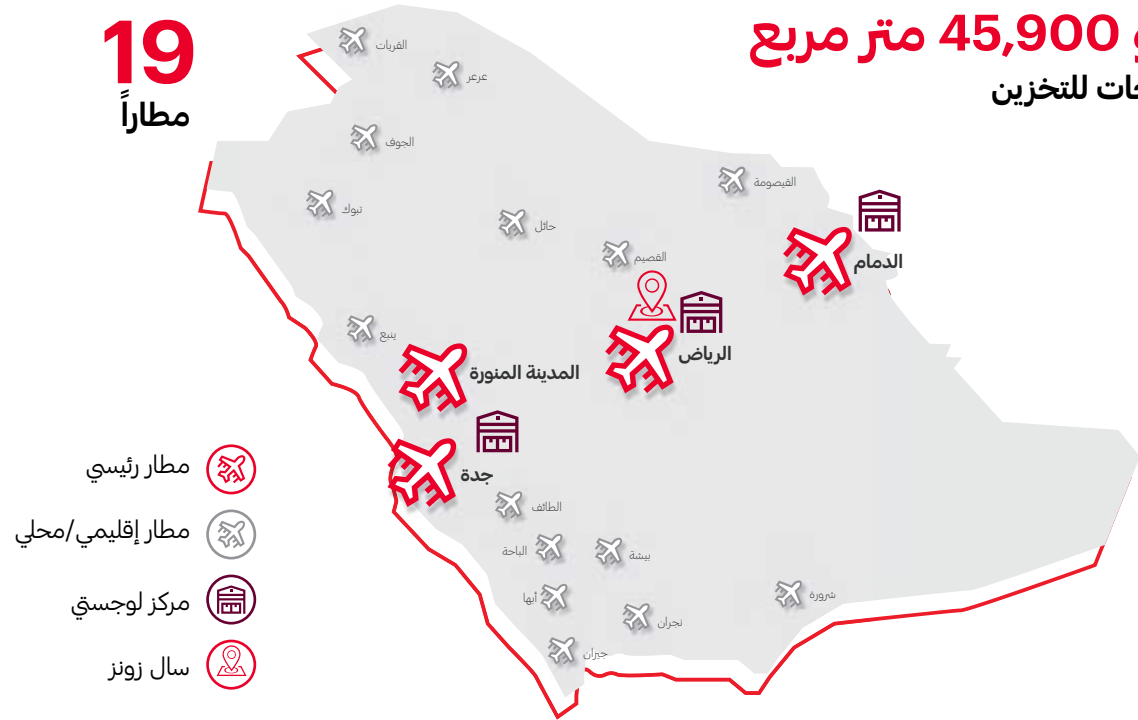 19
مطاراً
45,900 متر مربع
للتخزين
القريات
عرعر
الجوف
تبوك
حائل
القيصومة
القصيم
الدمام
الرياض
ينبع
المدينة المنورة
جدة
الطائف
الباحة
بيشة
أبها
نجران
شرورة
جيزان
مطار رئيسي
مطار إقليمي/محلي
مركز لوجستي
سال زونز